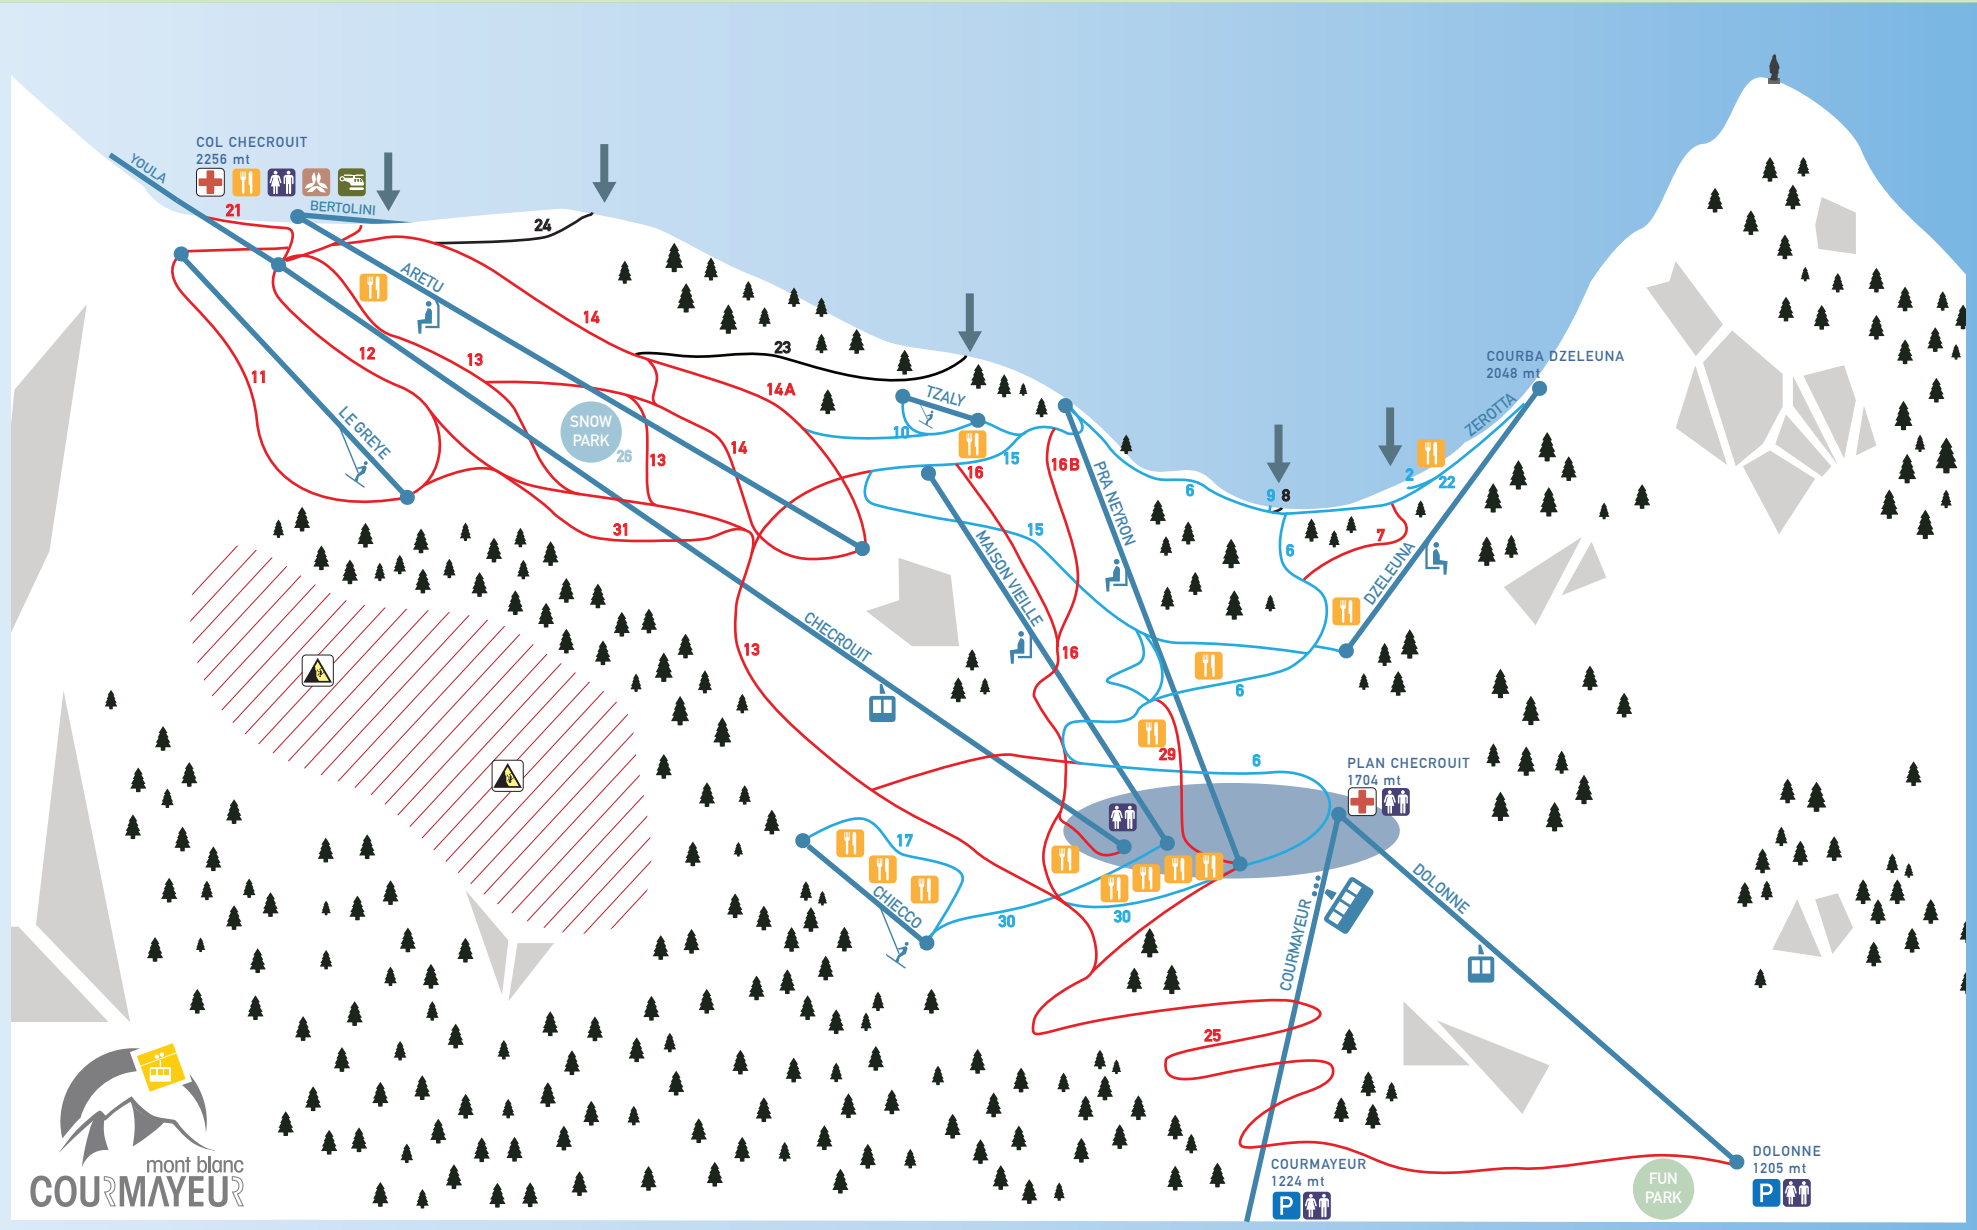 COL CHECROUIT
2256 mt
YOULA
21
BERTOLINI
24
ARETU
14
12
13
11
23
14A
LE GREYE
SNOW
PARK
26
13
14
31
TZALY
10
15
16
16B
15
PRA NEYRON
6
9 8
COURBA DZELEUNA
2048 mt
ZEROTTA
2
22
7
6
DZELEUNA
MAISON VIEILLE
CHECROUIT
13
16
6
29
6
PLAN CHECROUIT
1704 mt
17
CHIECCO
30
30
DOLONNE
COURMAYEUR
25
mont blanc
COURMAYEUR
COURMAYEUR
1224 mt
P
FUN
PARK
DOLONNE
1205 mt
P